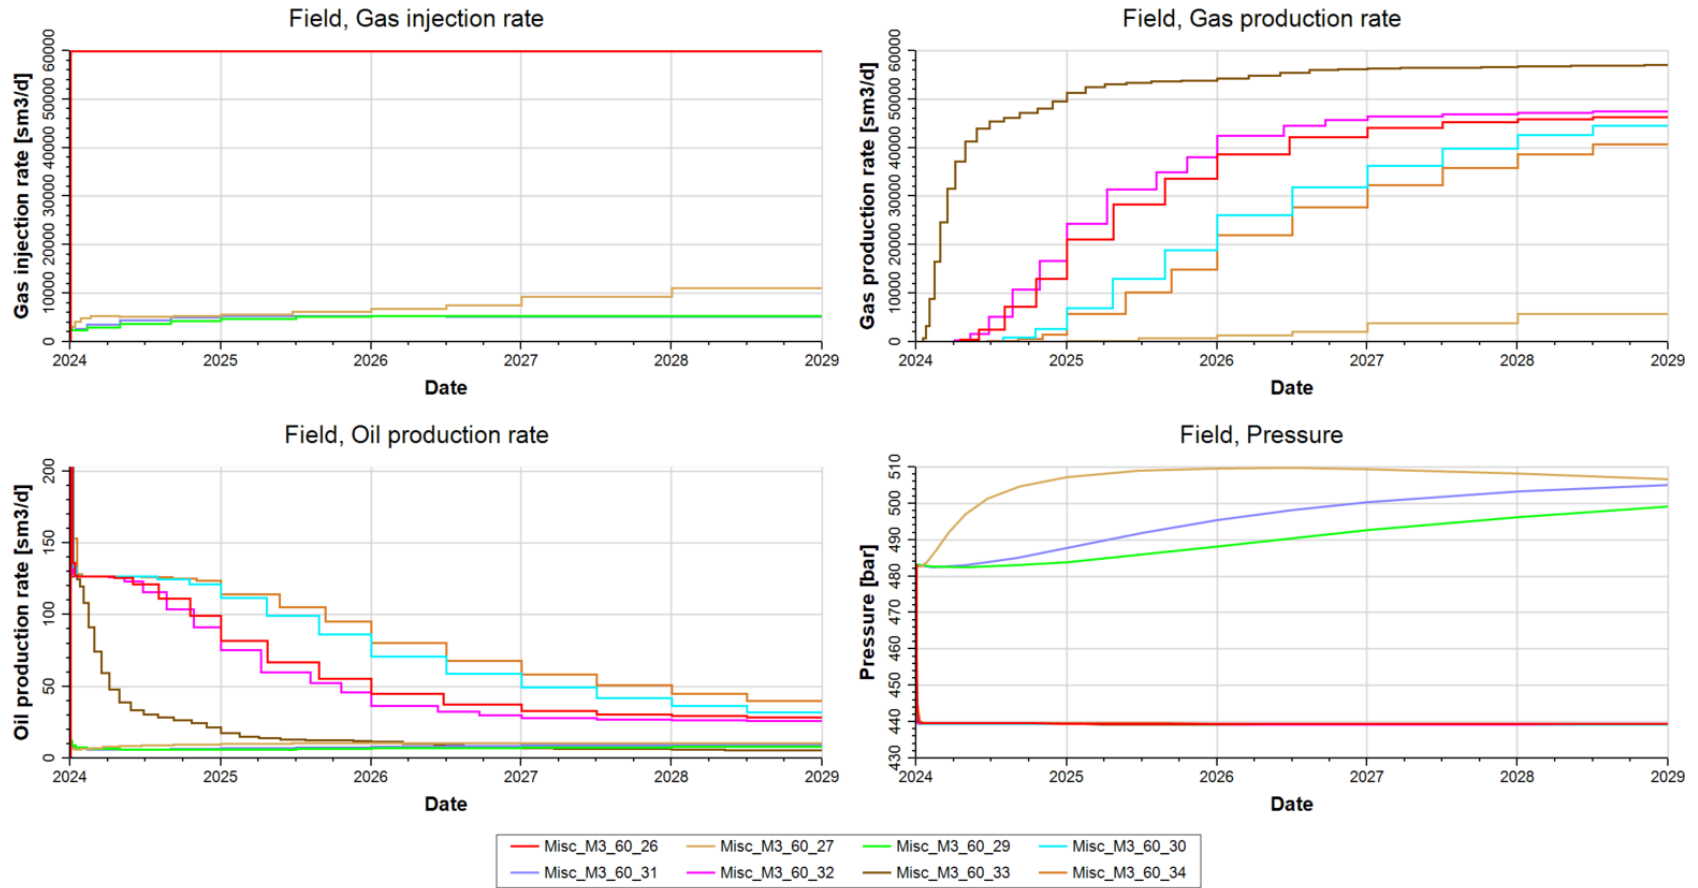 Field, Gas injection rate
Gas injection rate [sm3/d]
60000
50000
40000
30000
20000
10000
0
2024 2025 2026 2027 2028 2029
Date
Field, Gas production rate
Gas production rate [sm3/d]
60000
50000
40000
30000
20000
10000
0
2024 2025 2026 2027 2028 2029
Date
Field, Oil production rate
Oil production rate [sm3/d]
200
150
100
50
0
2024 2025 2026 2027 2028 2029
Date
Field, Pressure
Pressure [bar]
510
500
490
480
470
460
450
440
430
2024 2025 2026 2027 2028 2029
Date
Misc_M3_60_26 Misc_M3_60_27 Misc_M3_60_29 Misc_M3_60_30
Misc_M3_60_31 Misc_M3_60_32 Misc_M3_60_33 Misc_M3_60_34